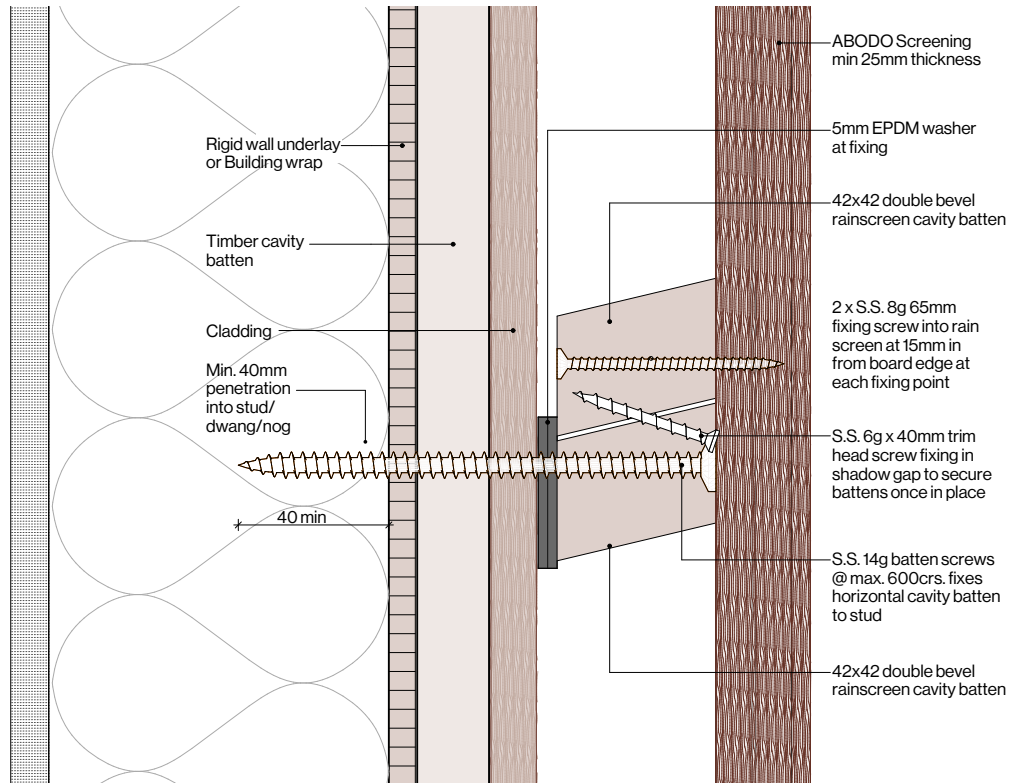 ABODO Screening
min 25mm thickness
5mm EPDM washer
at fixing
Rigid wall underlay
or Building wrap
42x42 double bevel
rainscreen cavity batten
Timber cavity
batten
2 x S.S. 8g 65mm
fixing screw into rain
screen at 15mm in
from board edge at
each fixing point
Cladding
Min. 40mm
penetration
into stud/
dwang/nog
S.S. 6g x 40mm trim
head screw fixing in
shadow gap to secure
battens once in place
40 min
S.S. 14g batten screws
@ max. 600crs. fixes
horizontal cavity batten
to stud
42x42 double bevel
rainscreen cavity batten